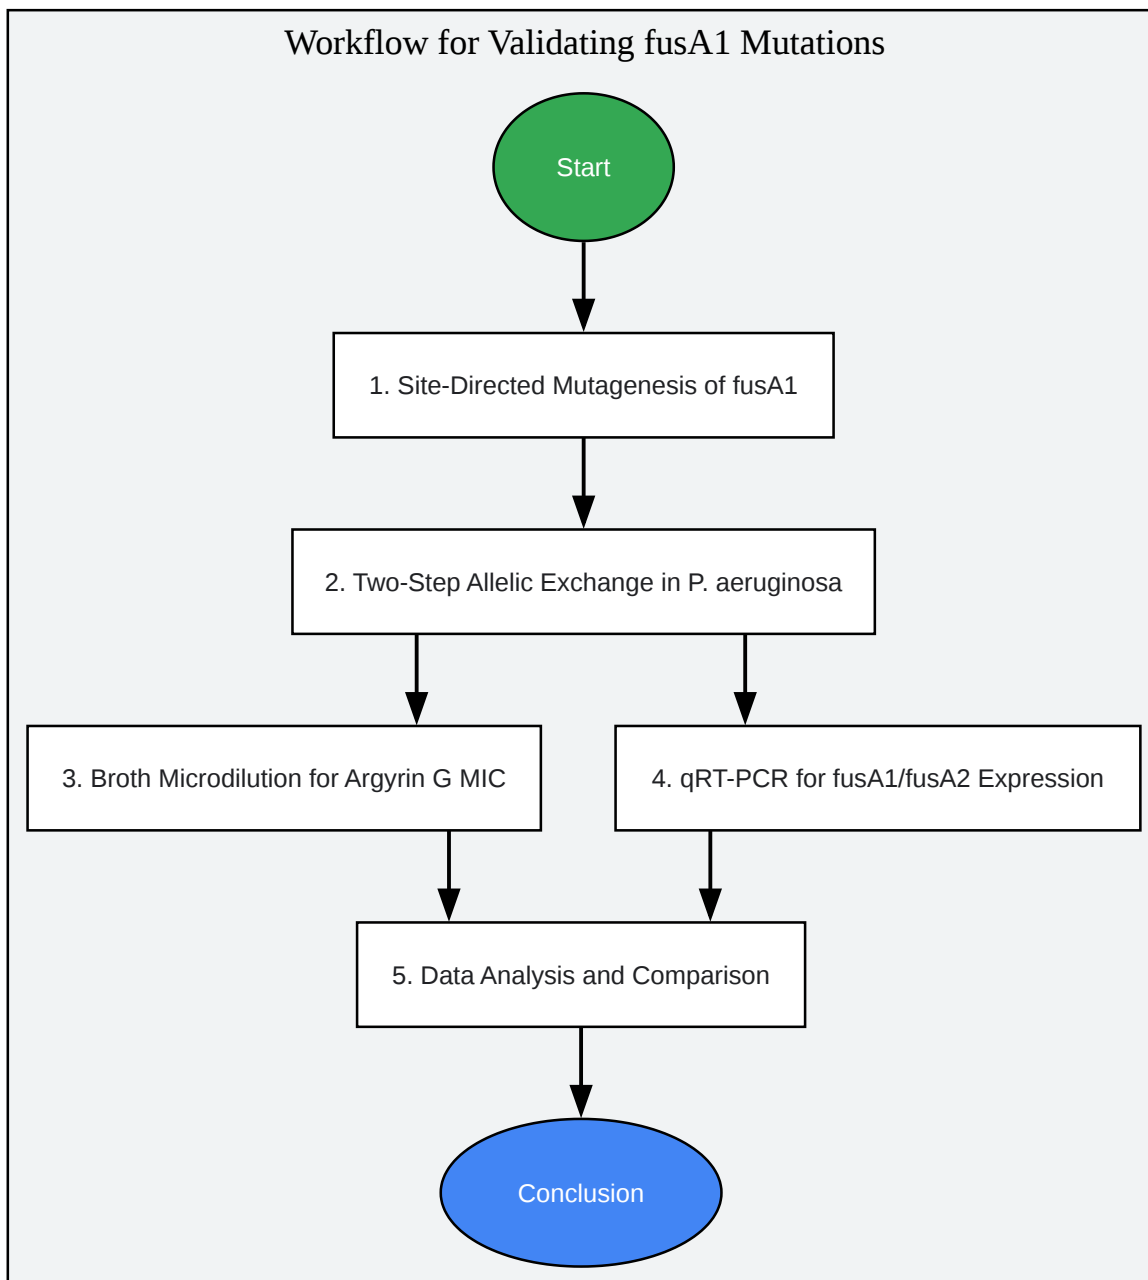 Workflow for Validating fusA1 Mutations
Start
1. Site-Directed Mutagenesis of fusA1
2. Two-Step Allelic Exchange in P. aeruginosa
3. Broth Microdilution for Argyrin G MIC
4. qRT-PCR for fusA1/fusA2 Expression
5. Data Analysis and Comparison
Conclusion